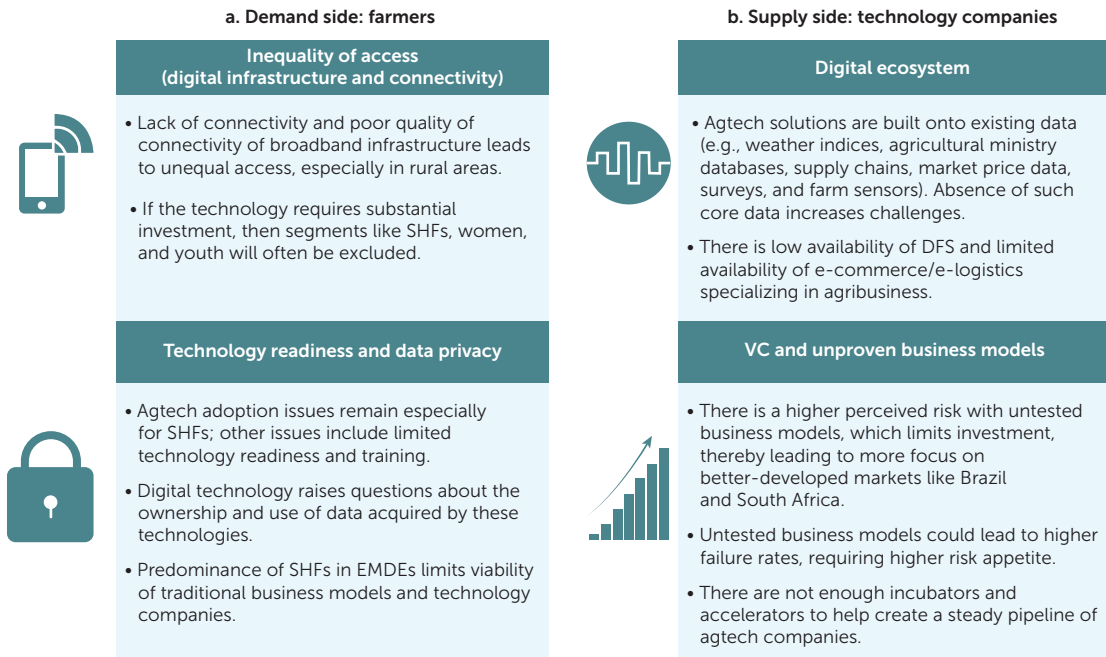 a. Demand side: farmers
Inequality of access
(digital infrastructure and connectivity)
• Lack of connectivity and poor quality of
connectivity of broadband infrastructure leads
to unequal access, especially in rural areas.
• If the technology requires substantial
investment, then segments like SHFs, women,
and youth will often be excluded.
Technology readiness and data privacy
• Agtech adoption issues remain especially
for SHFs; other issues include limited
technology readiness and training.
• Digital technology raises questions about the
ownership and use of data acquired by these
technologies.
• Predominance of SHFs in EMDEs limits viability
of traditional business models and technology
companies.
b. Supply side: technology companies
Digital ecosystem
• Agtech solutions are built onto existing data
(e.g., weather indices, agricultural ministry
databases, supply chains, market price data,
surveys, and farm sensors). Absence of such
core data increases challenges.
• There is low availability of DFS and limited
availability of e-commerce/e-logistics
specializing in agribusiness.
VC and unproven business models
• There is a higher perceived risk with untested
business models, which limits investment,
thereby leading to more focus on
better-developed markets like Brazil
and South Africa.
• Untested business models could lead to higher
failure rates, requiring higher risk appetite.
• There are not enough incubators and
accelerators to help create a steady pipeline of
agtech companies.